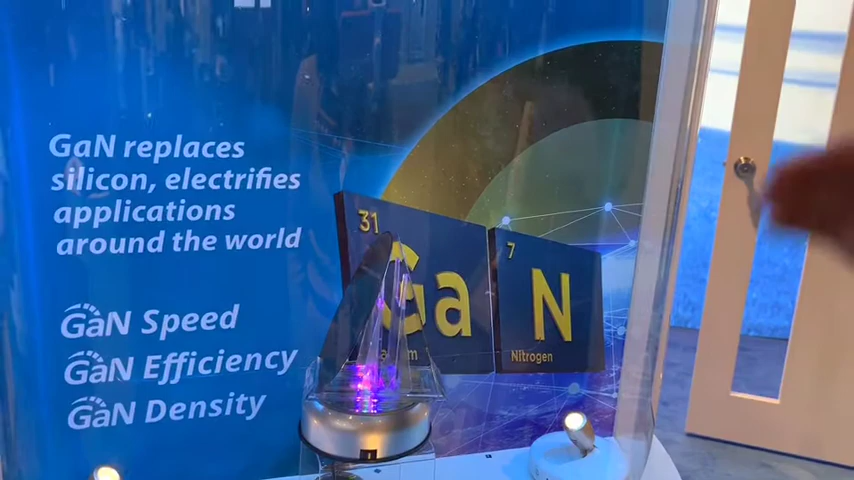 GaN replaces
silicon, electrifies
applications
around the world
GaN Speed
GaN Efficiency
GaN Density
31
Ga
7
N
Nitrogen